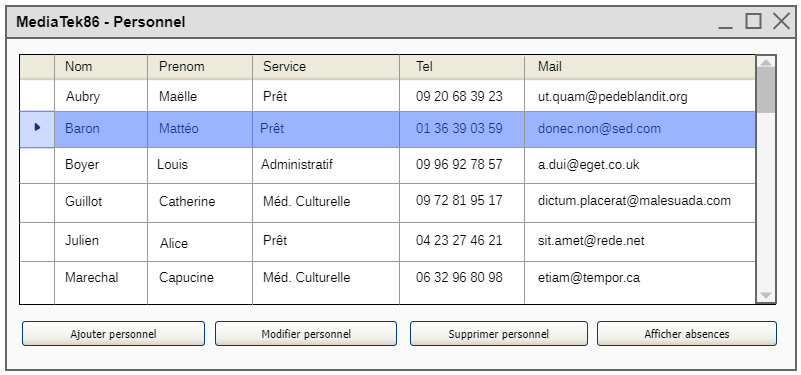 MediaTek86 - Personnel
Nom Prenom Service Tel Mail
Aubry Maëlle Prêt 09 20 68 39 23 ut.quam@pedeblandit.org
Baron Mattéo Prêt 01 36 39 03 59 donec.non@sed.com
Boyer Louis Administratif 09 96 92 78 57 a.dui@eget.co.uk
Guillot Catherine Méd. Culturelle 09 72 81 95 17 dictum.placerat@malesuada.com
Julien Alice Prêt 04 23 27 46 21 sit.amet@rede.net
Marechal Capucine Méd. Culturelle 06 32 96 80 98 etiam@tempor.ca
Ajouter personnel Modifier personnel Supprimer personnel Afficher absences